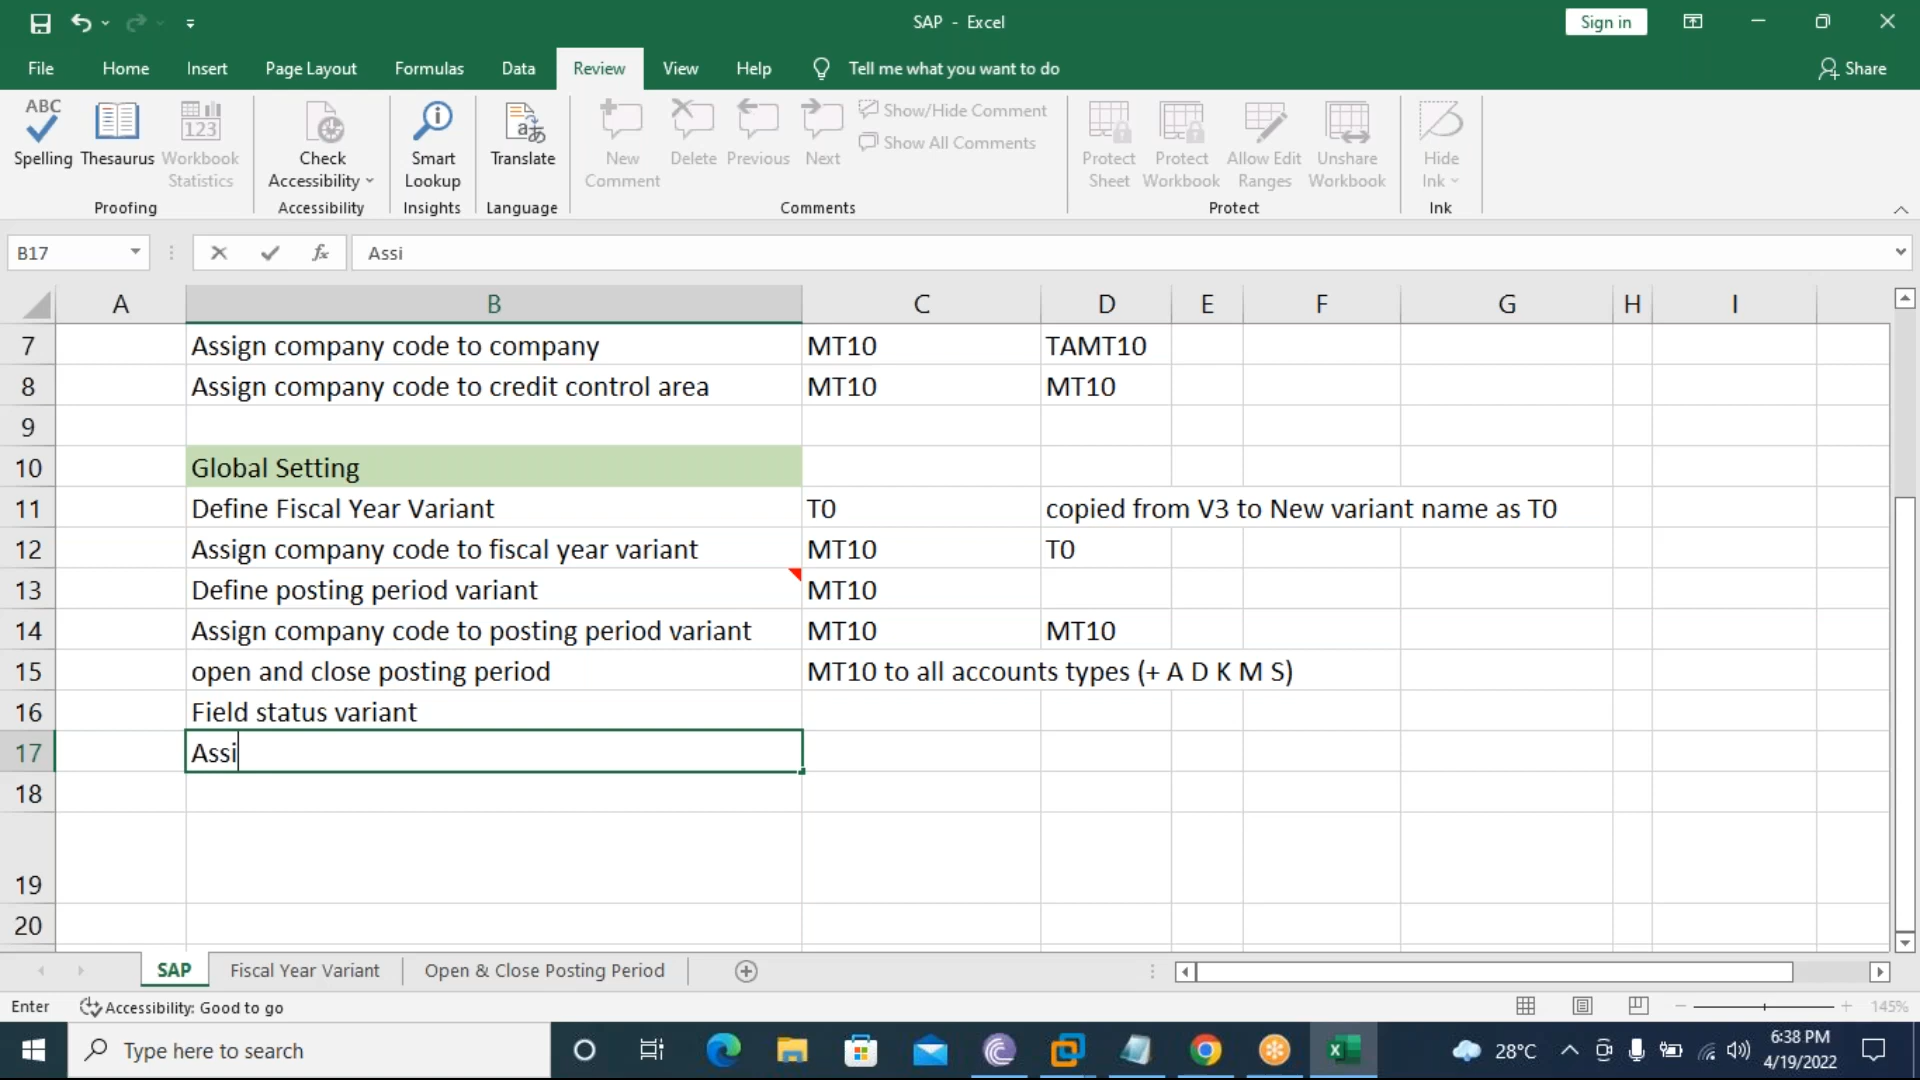 SAP - Excel
Sign in
File Home Insert Page Layout Formulas Data Review View Help Tell me what you want to do Share
ABC
Spelling
Thesaurus
123
Workbook Statistics
Proofing
Check Accessibility
Accessibility
Smart Lookup
Insights
Translate
Language
New Comment
Delete
Previous
Next
Show/Hide Comment
Show All Comments
Comments
Protect Sheet
Protect Workbook
Allow Edit Ranges
Unshare Workbook
Protect
Hide Ink
Ink
B17 fx Assi
A B C D E F G H I
7 Assign company code to company MT10 TAMT10
8 Assign company code to credit control area MT10 MT10
9
10 Global Setting
11 Define Fiscal Year Variant T0 copied from V3 to New variant name as T0
12 Assign company code to fiscal year variant MT10 T0
13 Define posting period variant MT10
14 Assign company code to posting period variant MT10 MT10
15 open and close posting period MT10 to all accounts types (+ A D K M S)
16 Field status variant
17 Assi
18
19
20
SAP Fiscal Year Variant Open & Close Posting Period
Enter Accessibility: Good to go 145%
Type here to search
28°C
6:38 PM
4/19/2022